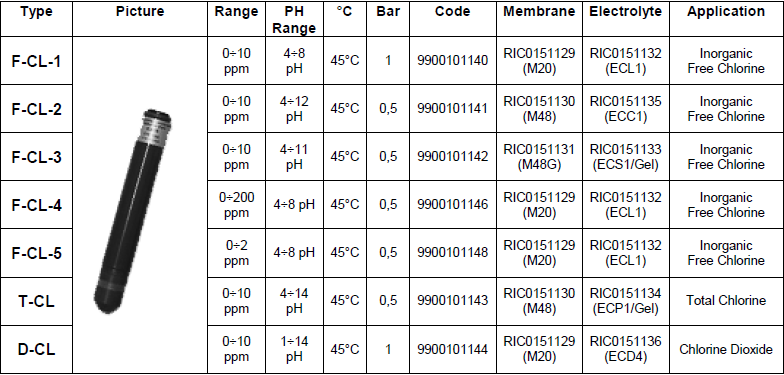 Type Picture Range PH Range °C Bar Code Membrane Electrolyte Application
F-CL-1 0÷10 ppm 4÷8 pH 45°C 1 9900101140 RIC0151129 (M20) RIC0151132 (ECL1) Inorganic Free Chlorine
F-CL-2 0÷10 ppm 4÷12 pH 45°C 0,5 9900101141 RIC0151130 (M48) RIC0151135 (ECC1) Inorganic Free Chlorine
F-CL-3 0÷10 ppm 4÷11 pH 45°C 0,5 9900101142 RIC0151131 (M48G) RIC0151133 (ECS1/Gel) Inorganic Free Chlorine
F-CL-4 0÷200 ppm 4÷8 pH 45°C 0,5 9900101146 RIC0151129 (M20) RIC0151132 (ECL1) Inorganic Free Chlorine
F-CL-5 0÷2 ppm 4÷8 pH 45°C 0,5 9900101148 RIC0151129 (M20) RIC0151132 (ECL1) Inorganic Free Chlorine
T-CL 0÷10 ppm 4÷14 pH 45°C 0,5 9900101143 RIC0151130 (M48) RIC0151134 (ECP1/Gel) Total Chlorine
D-CL 0÷10 ppm 1÷14 pH 45°C 1 9900101144 RIC0151129 (M20) RIC0151136 (ECD4) Chlorine Dioxide